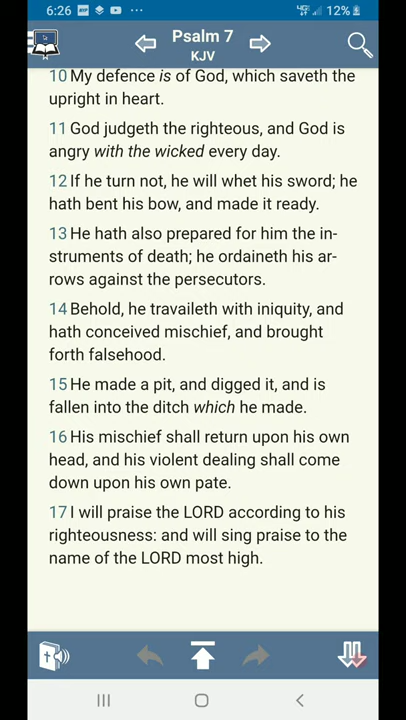 6:26 12%
Psalm 7
KJV
10 My defence is of God, which saveth the
upright in heart.
11 God judgeth the righteous, and God is
angry with the wicked every day.
12 If he turn not, he will whet his sword; he
hath bent his bow, and made it ready.
13 He hath also prepared for him the in-
struments of death; he ordaineth his ar-
rows against the persecutors.
14 Behold, he travaileth with iniquity, and
hath conceived mischief, and brought
forth falsehood.
15 He made a pit, and digged it, and is
fallen into the ditch which he made.
16 His mischief shall return upon his own
head, and his violent dealing shall come
down upon his own pate.
17 I will praise the LORD according to his
righteousness: and will sing praise to the
name of the LORD most high.